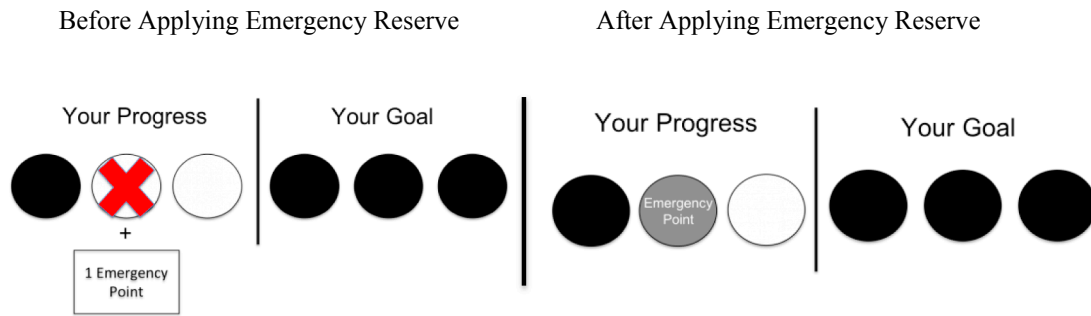 Before Applying Emergency Reserve
After Applying Emergency Reserve
Your Progress
Your Goal
+
1 Emergency
Point
Your Progress
Your Goal
Emergency
Point